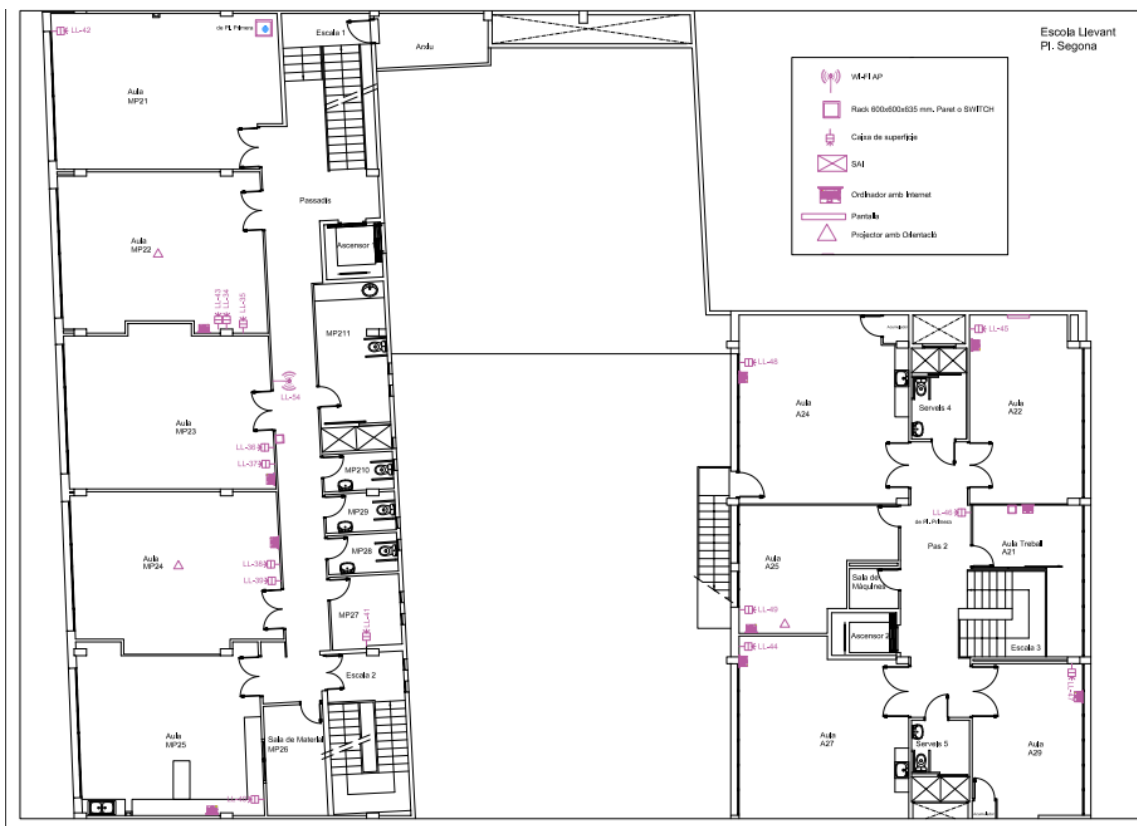 Escola Llevant
Pl. Segona
Wi-Fi AP
Rack 600x600x635 mm. Paret o SWITCH
Caixa de superfície
SAI
Ordinador amb Internet
Pantalla
Projector amb Orientació
LL-42
de Pl. Primera
Escala 1
Arxiu
Aula
MP21
Passadís
Aula
MP22
Ascensor 1
LL-43
LL-34
LL-35
MP211
LL-54
Aula
MP23
LL-36
LL-37
MP210
MP29
MP28
Aula
MP24
LL-38
LL-39
MP27
LL-41
Escala 2
Aula
MP25
Sala de Material
MP26
LL-45
Aula
A24
Servels 4
Aula
A22
LL-46
de Pl. Primera
Pas 2
Aula Treball
A21
Aula
A25
Sala de
Màquines
LL-49
Ascensor 2
Escala 3
LL-44
Aula
A27
Servels 5
Aula
A29